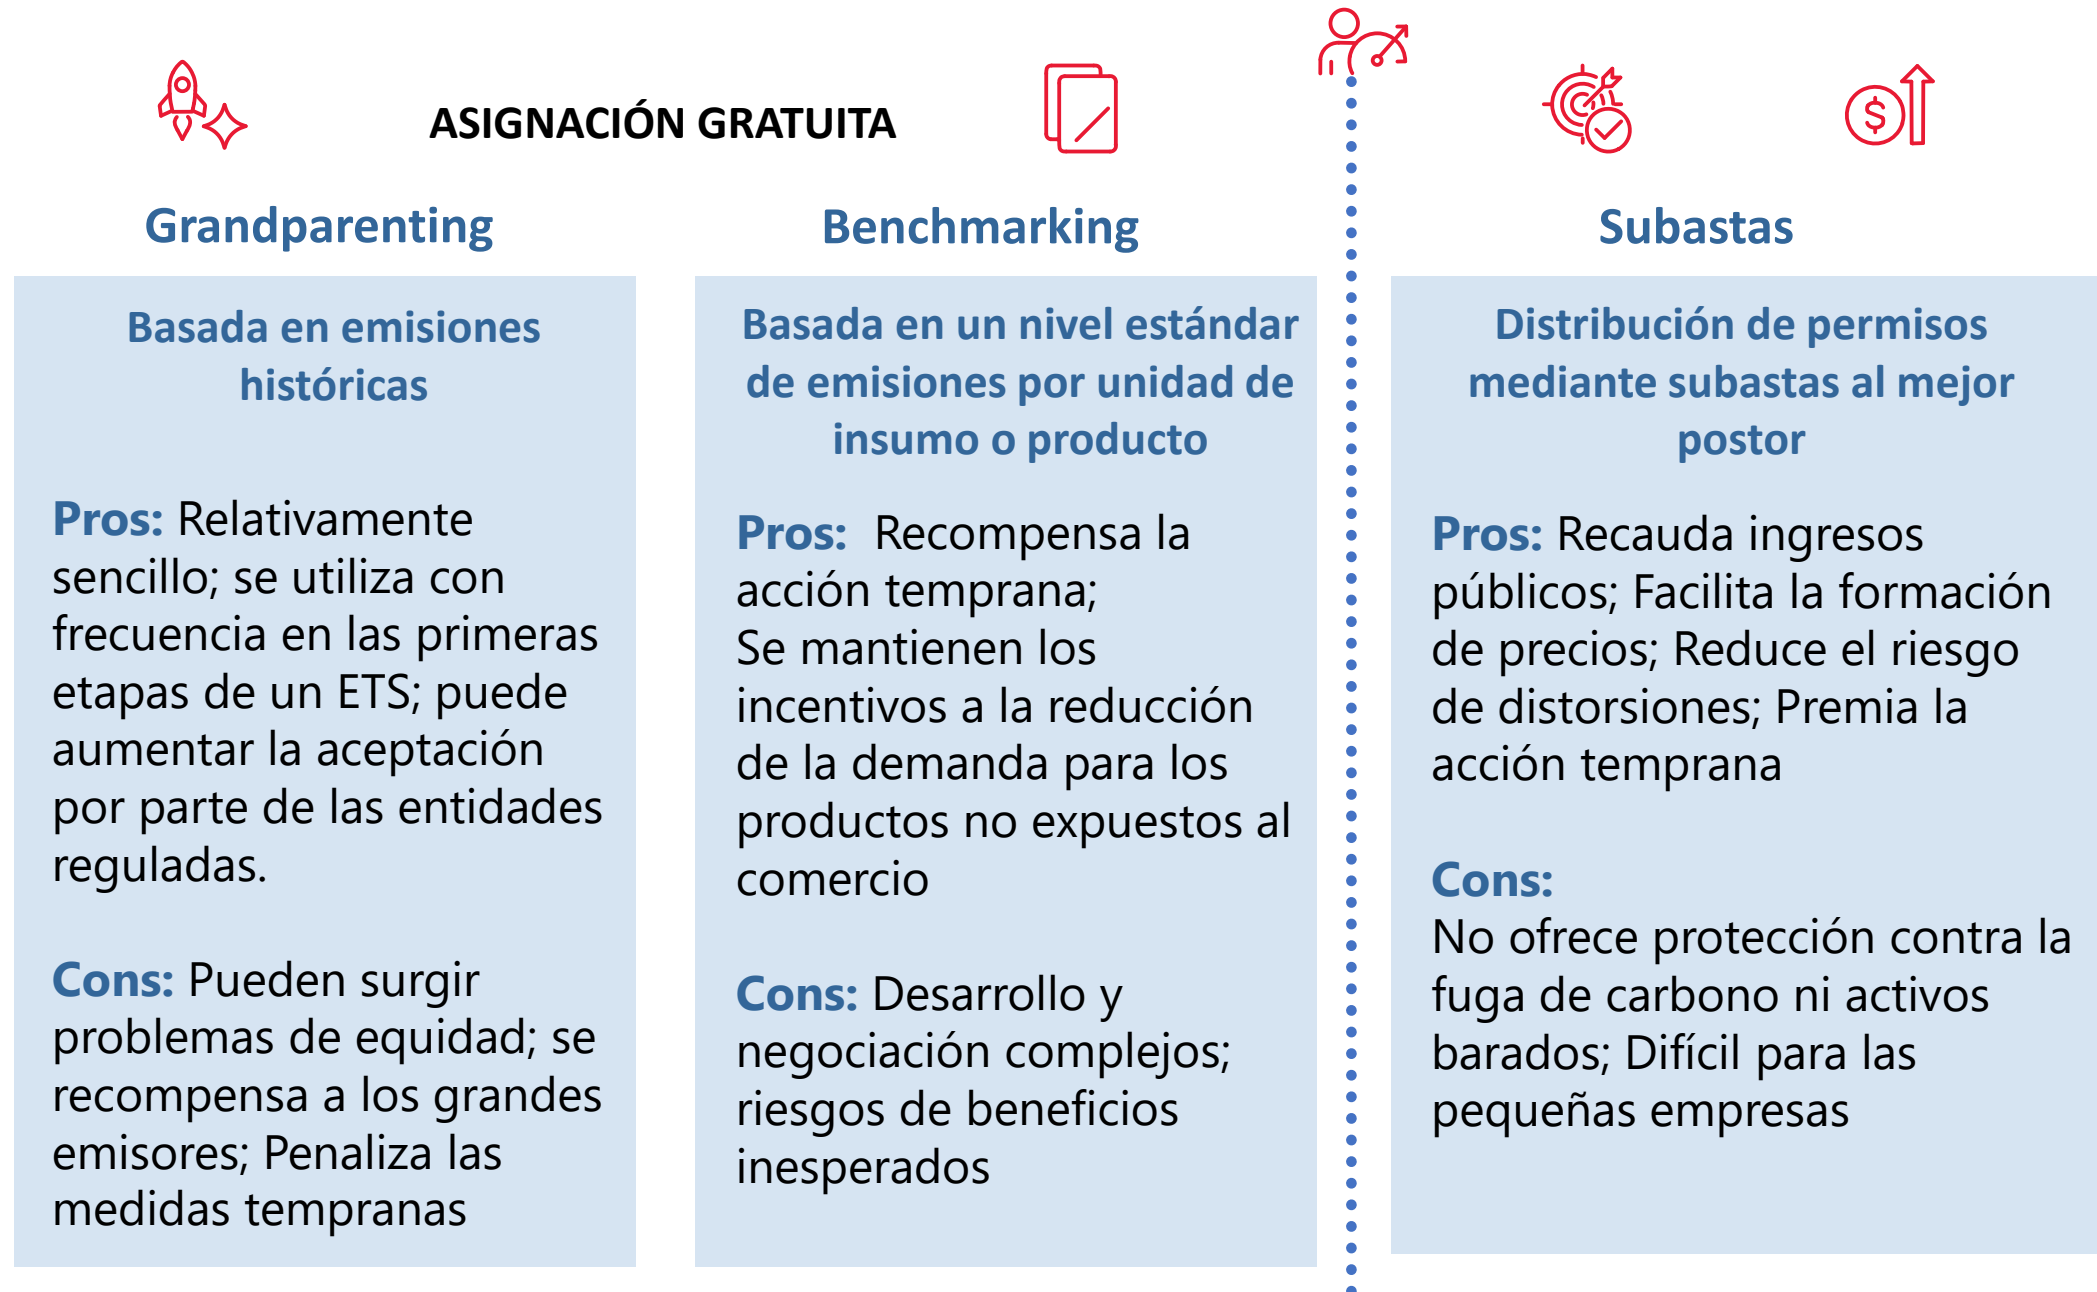 ASIGNACIÓN GRATUITA
Grandparenting
Basada en emisiones
históricas
Pros: Relativamente
sencillo; se utiliza con
frecuencia en las primeras
etapas de un ETS; puede
aumentar la aceptación
por parte de las entidades
reguladas.
Cons: Pueden surgir
problemas de equidad; se
recompensa a los grandes
emisores; Penaliza las
medidas tempranas
Benchmarking
Basada en un nivel estándar
de emisiones por unidad de
insumo o producto
Pros: Recompensa la
acción temprana;
Se mantienen los
incentivos a la reducción
de la demanda para los
productos no expuestos al
comercio
Cons: Desarrollo y
negociación complejos;
riesgos de beneficios
inesperados
Subastas
Distribución de permisos
mediante subastas al mejor
postor
Pros: Recauda ingresos
públicos; Facilita la formación
de precios; Reduce el riesgo
de distorsiones; Premia la
acción temprana
Cons:
No ofrece protección contra la
fuga de carbono ni activos
barados; Difícil para las
pequeñas empresas